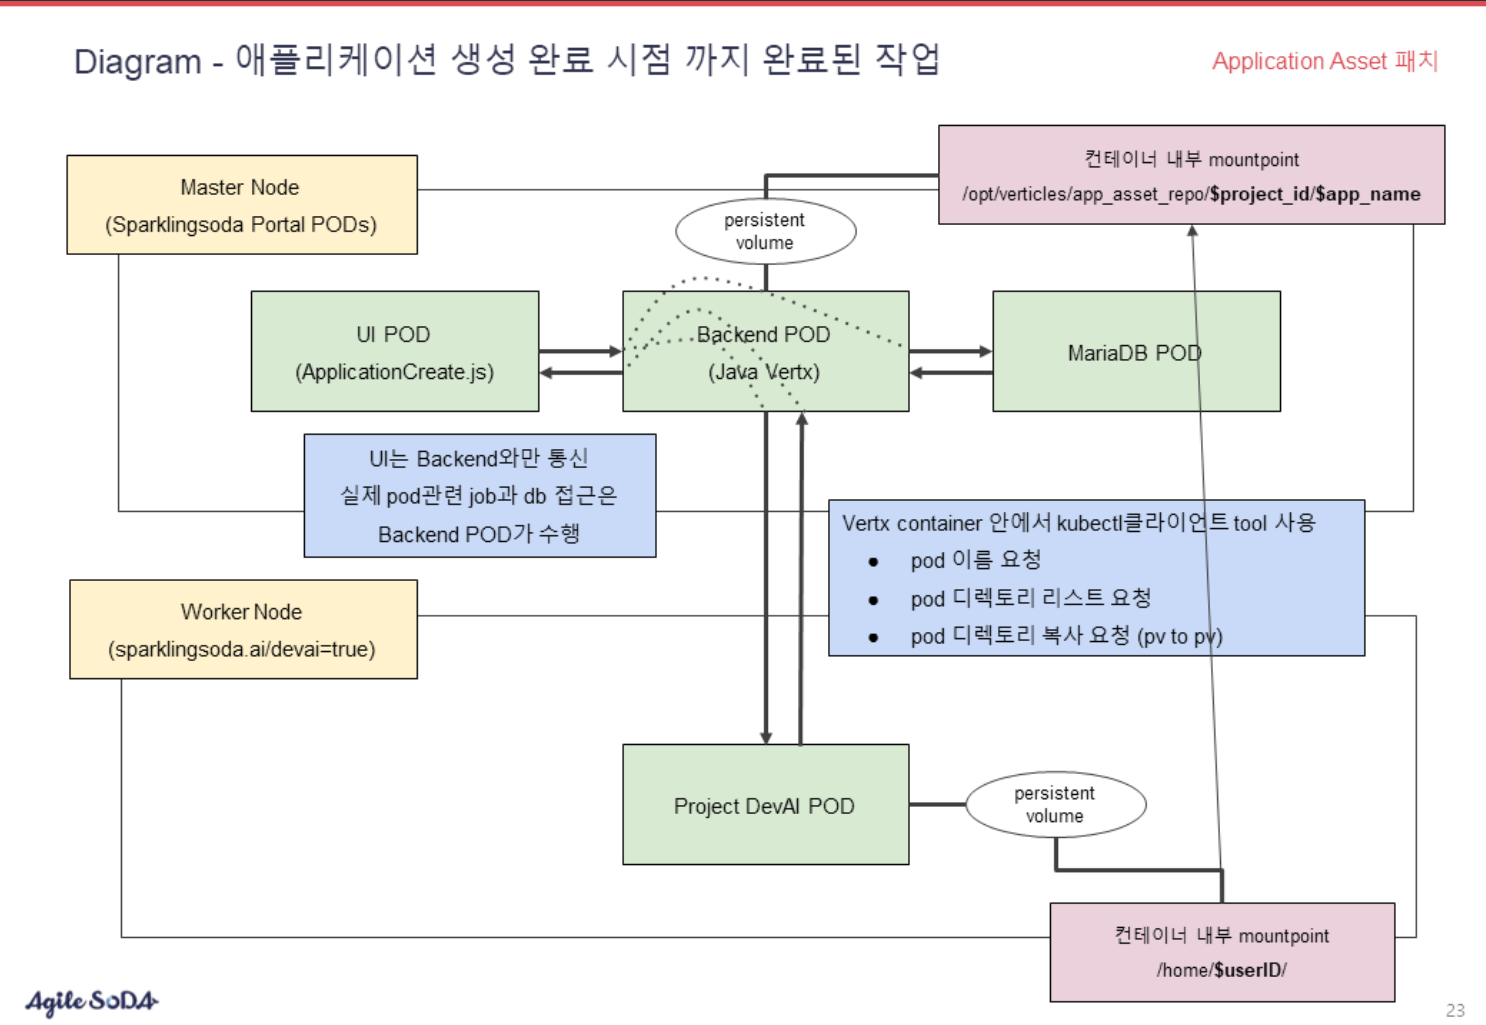 Diagram - 애플리케이션 생성 완료 시점 까지 완료된 작업
Application Asset 패치
컨테이너 내부 mountpoint
/opt/verticles/app_asset_repo/$project_id/$app_name
Master Node
(Sparklingsoda Portal PODs)
persistent
volume
UI POD
(ApplicationCreate.js)
Backend POD
(Java Vertx)
MariaDB POD
UI는 Backend와만 통신
실제 pod관련 job과 db 접근은
Backend POD가 수행
Vertx container 안에서 kubectl클라이언트 tool 사용
● pod 이름 요청
● pod 디렉토리 리스트 요청
● pod 디렉토리 복사 요청 (pv to pv)
Worker Node
(sparklingsoda.ai/devai=true)
Project DevAI POD
persistent
volume
컨테이너 내부 mountpoint
/home/$userID/
Agile SoDA
23